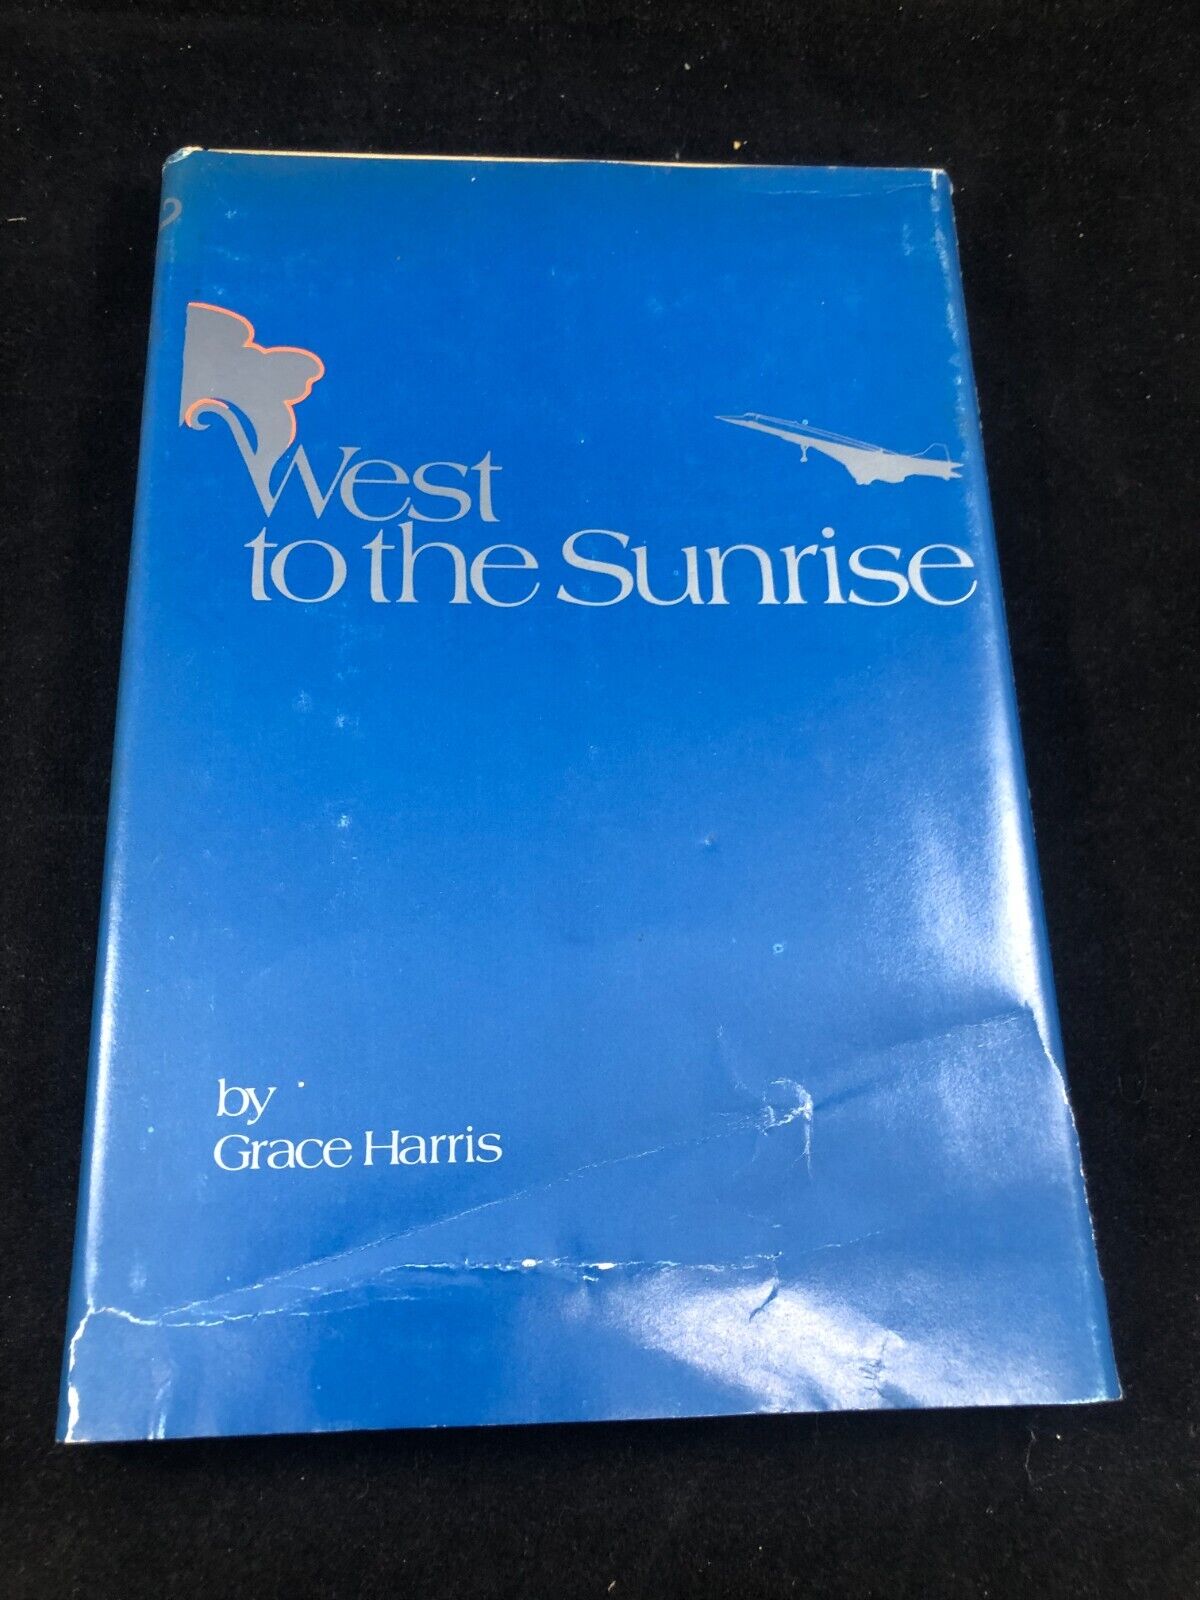 West
to the Sunrise
by
Grace Harris